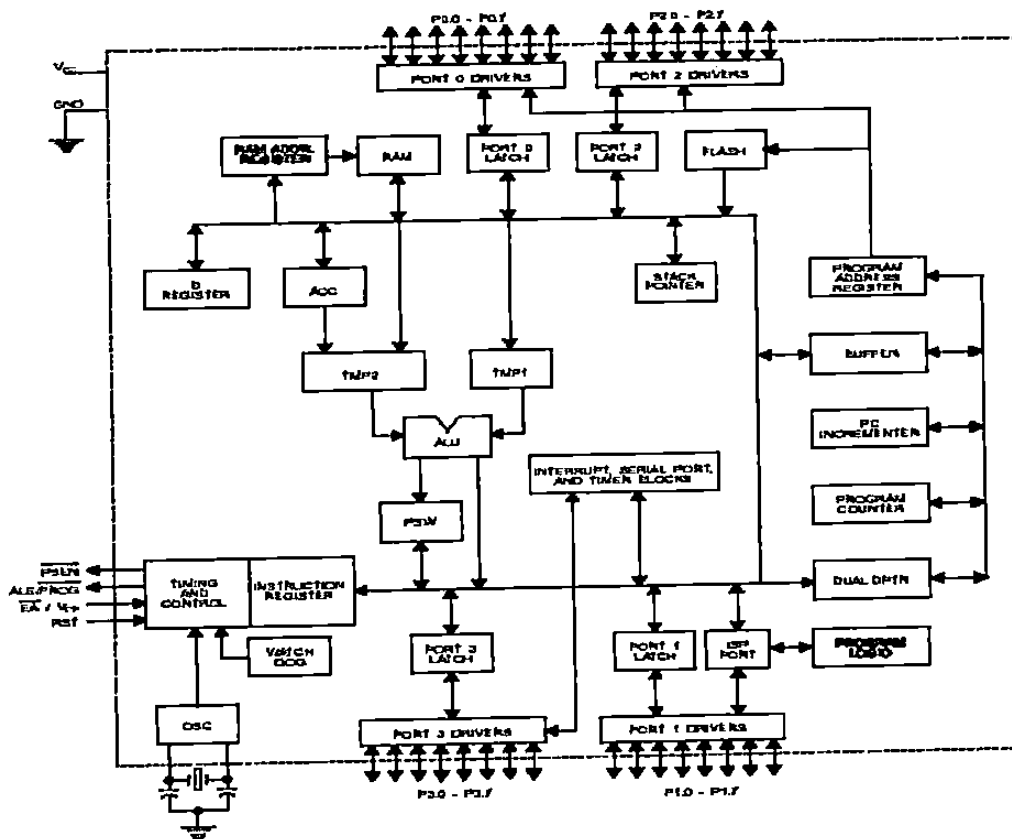 P0.0 - P0.7
P2.0 - P2.7
VCC
GND
PORT 0 DRIVERS
PORT 2 DRIVERS
RAM ADDR.
REGISTER
RAM
PORT 0
LATCH
PORT 2
LATCH
FLASH
B
REGISTER
ACC
STACK
POINTER
PROGRAM
ADDRESS
REGISTER
TMP2
TMP1
BUFFER
ALU
PC
INCREMENTER
INTERRUPT, SERIAL PORT,
AND TIMER BLOCKS
PROGRAM
COUNTER
PSW
PSEN
ALE/PROG
EA / VPP
RST
TIMING
AND
CONTROL
INSTRUCTION
REGISTER
DUAL DPTR
WATCH
DOG
PORT 3
LATCH
PORT 1
LATCH
ISP
PORT
PROGRAM
LOGIC
OSC
PORT 3 DRIVERS
PORT 1 DRIVERS
P3.0 - P3.7
P1.0 - P1.7